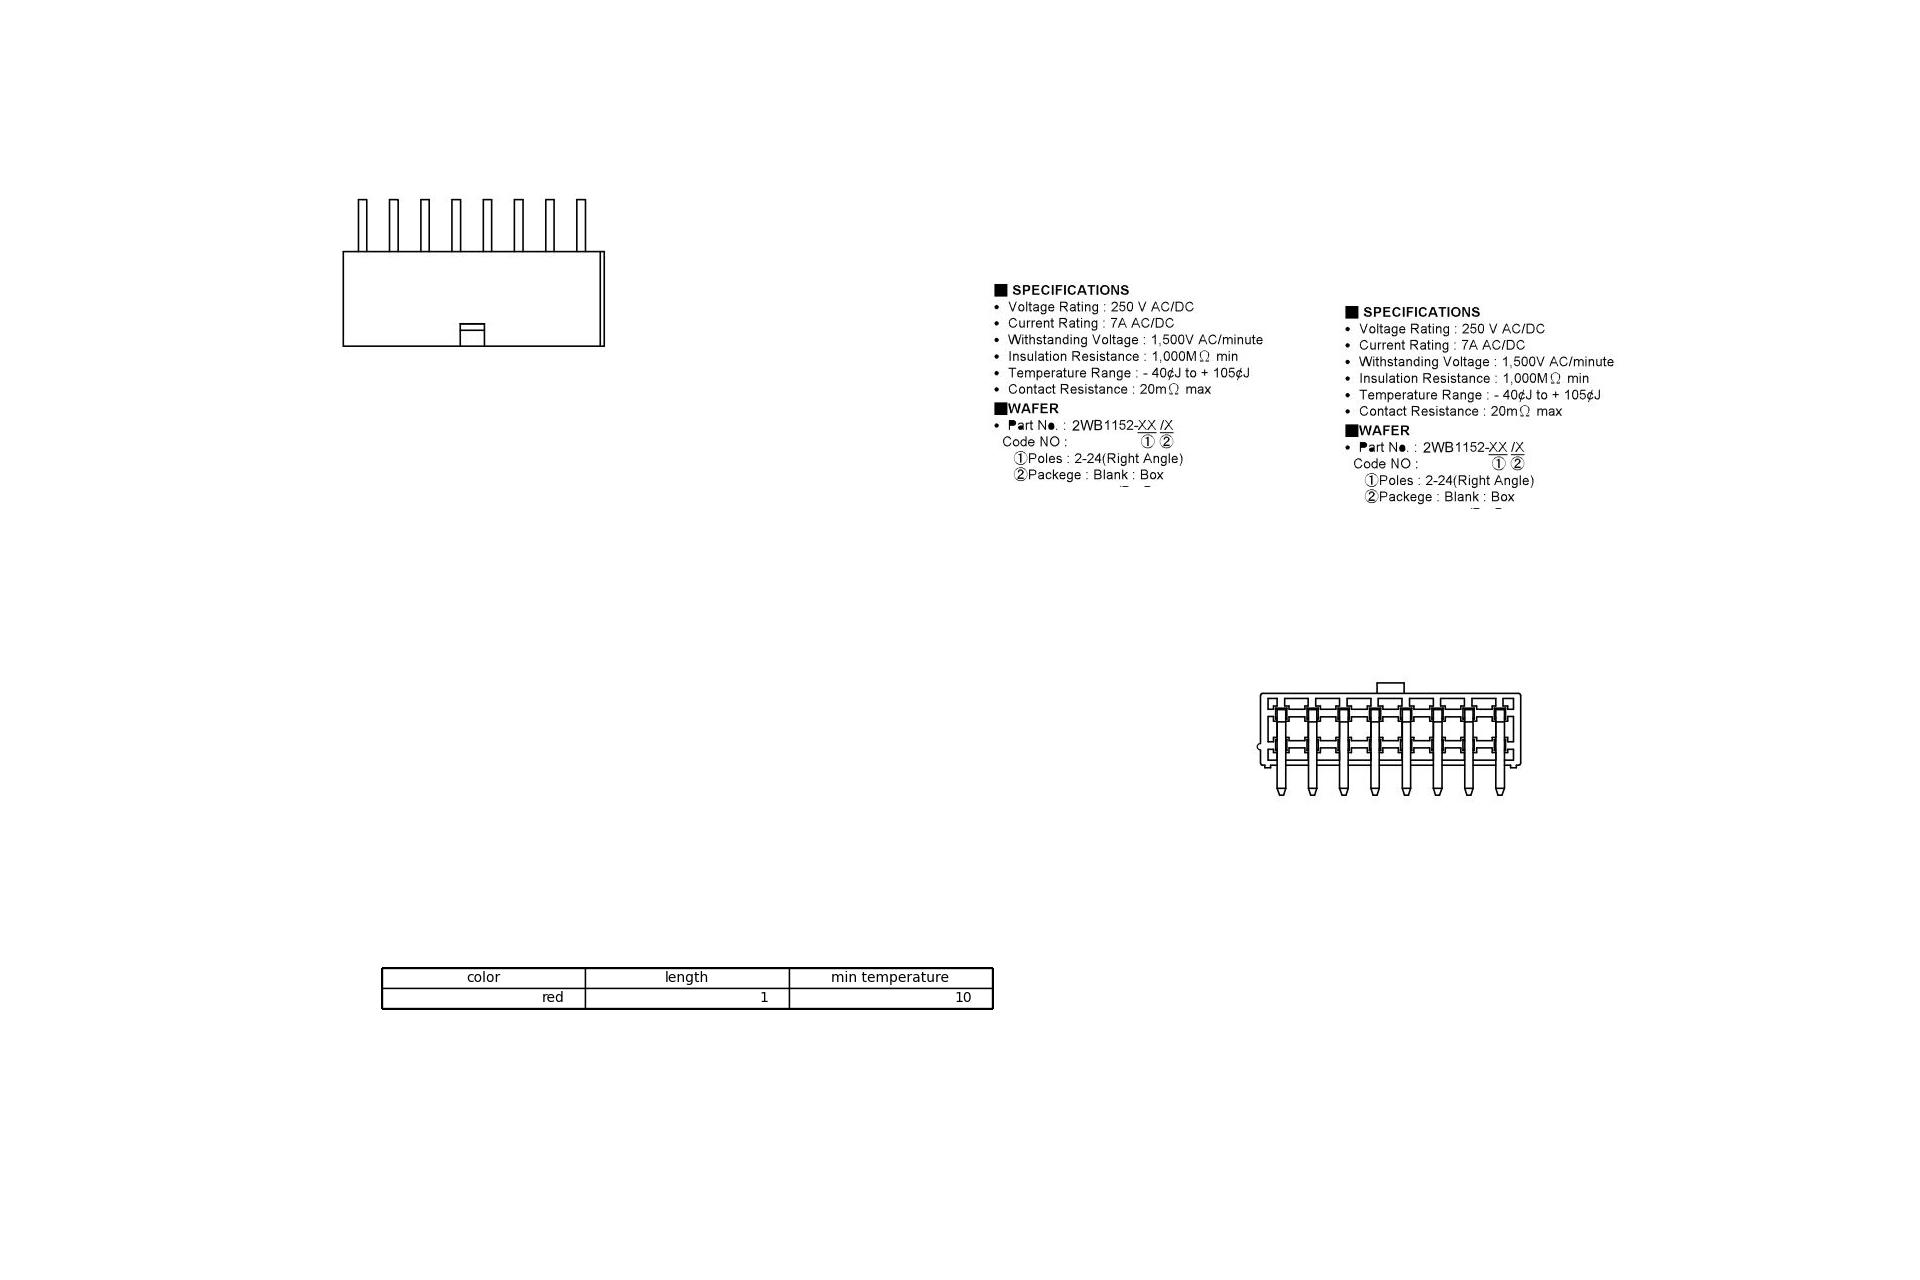 ■ SPECIFICATIONS
• Voltage Rating : 250 V AC/DC
• Current Rating : 7A AC/DC
• Withstanding Voltage : 1,500V AC/minute
• Insulation Resistance : 1,000MΩ min
• Temperature Range : - 40¢J to + 105¢J
• Contact Resistance : 20mΩ max
■WAFER
• Part No. : 2WB1152-XX /X
Code NO : ① ②
①Poles : 2-24(Right Angle)
②Packege : Blank : Box
■ SPECIFICATIONS
• Voltage Rating : 250 V AC/DC
• Current Rating : 7A AC/DC
• Withstanding Voltage : 1,500V AC/minute
• Insulation Resistance : 1,000MΩ min
• Temperature Range : - 40¢J to + 105¢J
• Contact Resistance : 20mΩ max
■WAFER
• Part No. : 2WB1152-XX /X
Code NO : ① ②
①Poles : 2-24(Right Angle)
②Packege : Blank : Box
color length min temperature
red 1 10